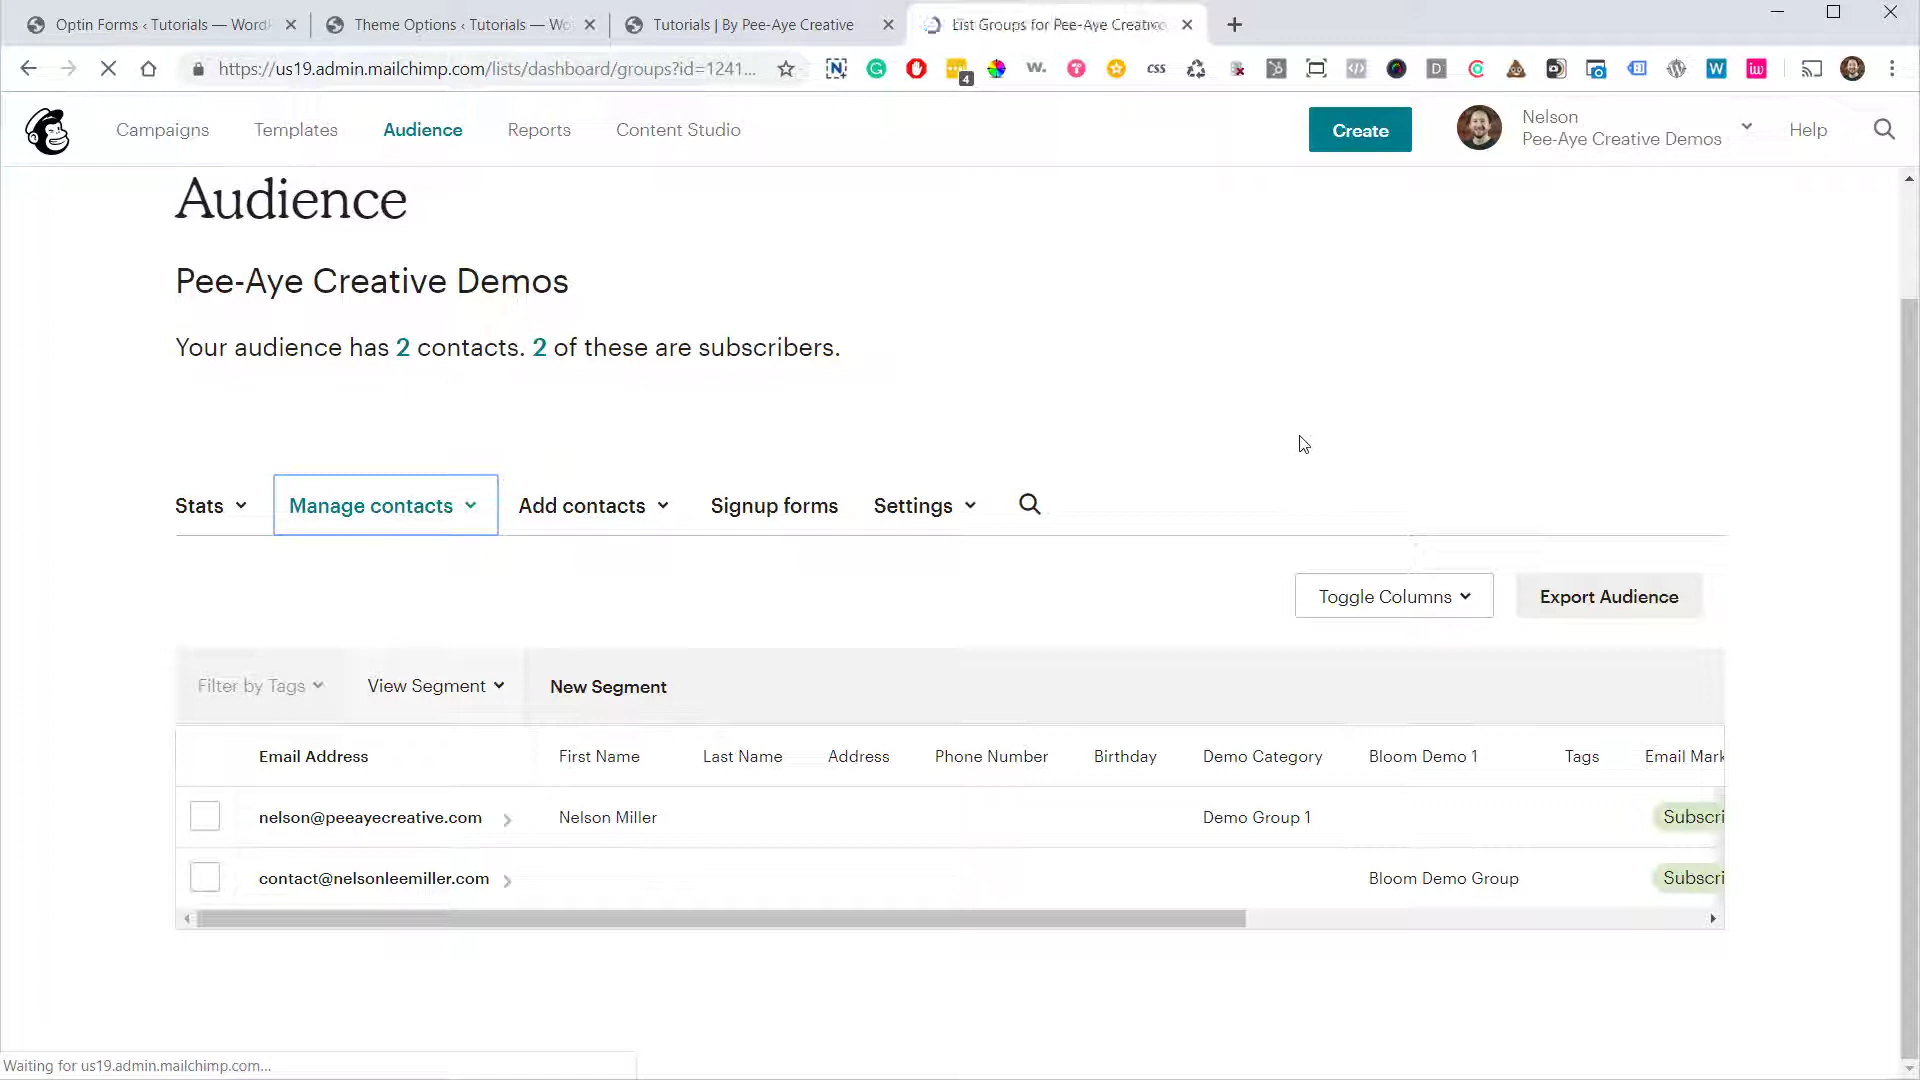 Optin Forms ‹ Tutorials — Word
Theme Options ‹ Tutorials — Wo
Tutorials | By Pee-Aye Creative
List Groups for Pee-Aye Creative
https://us19.admin.mailchimp.com/lists/dashboard/groups?id=1241...
4
W.
T
CSS
D
W
iw
Campaigns
Templates
Audience
Reports
Content Studio
Create
Nelson
Pee-Aye Creative Demos
Help
Audience
Pee-Aye Creative Demos
Your audience has 2 contacts. 2 of these are subscribers.
Stats
Manage contacts
Add contacts
Signup forms
Settings
Toggle Columns
Export Audience
Filter by Tags
View Segment
New Segment
Email Address First Name Last Name Address Phone Number Birthday Demo Category Bloom Demo 1 Tags Email Mark
nelson@peeayecreative.com Nelson Miller Demo Group 1 Subscri
contact@nelsonleemiller.com Bloom Demo Group Subscri
Waiting for us19.admin.mailchimp.com...